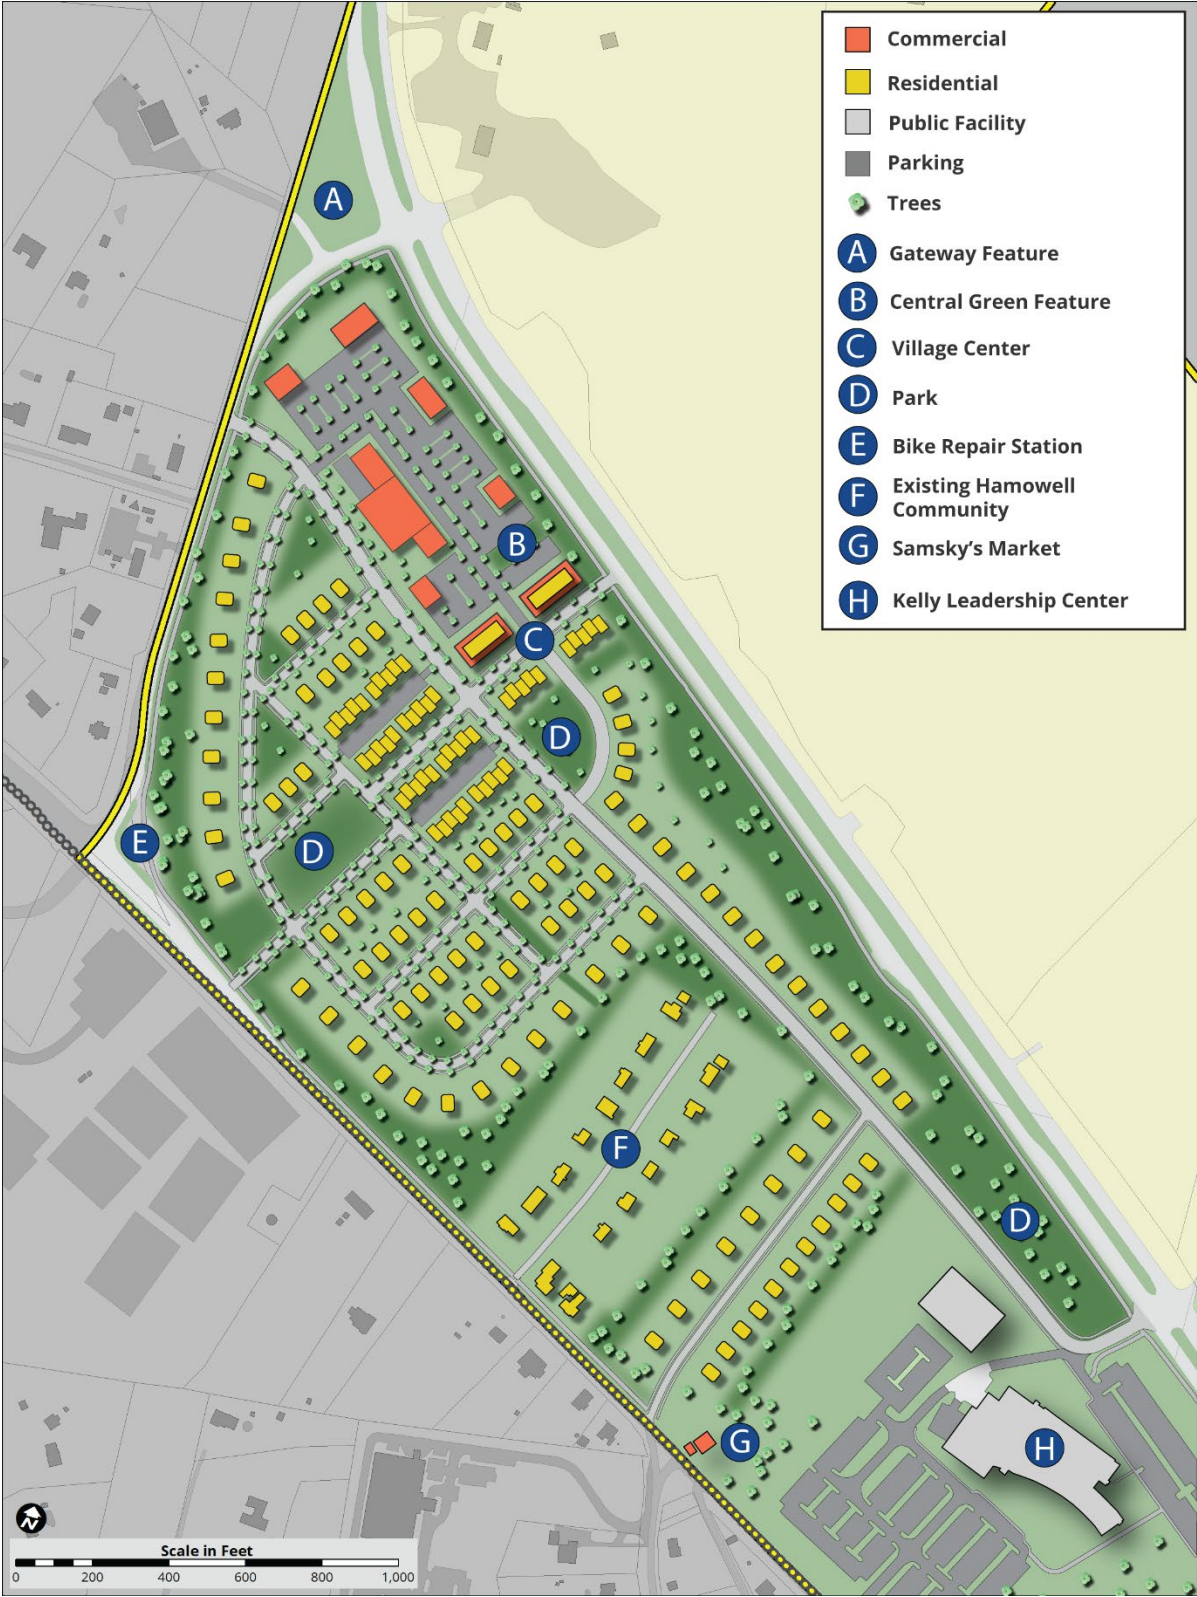 Commercial
Residential
Public Facility
Parking
Trees
A Gateway Feature
B Central Green Feature
C Village Center
D Park
E Bike Repair Station
F Existing Hamowell
Community
G Samsky's Market
H Kelly Leadership Center
A
B
C
D
D
E
F
D
G
H
N
Scale in Feet
0 200 400 600 800 1,000